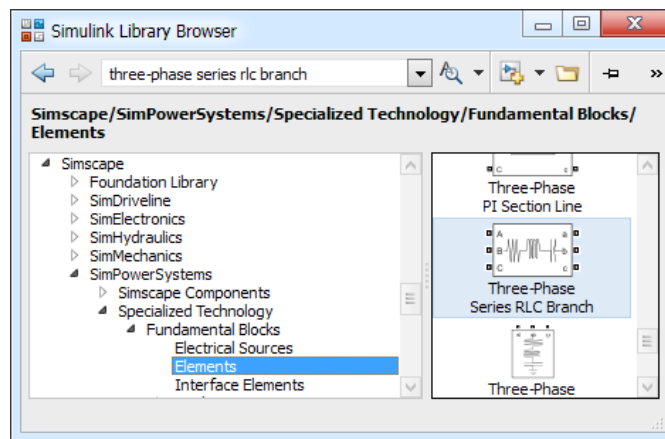 Simulink Library Browser
three-phase series rlc branch
»
Simscape/SimPowerSystems/Specialized Technology/Fundamental Blocks/
Elements
Simscape
Foundation Library
SimDriveline
SimElectronics
SimHydraulics
SimMechanics
SimPowerSystems
Simscape Components
Specialized Technology
Fundamental Blocks
Electrical Sources
Elements
Interface Elements
C c
Three-Phase
PI Section Line
A a
B b
C c
Three-Phase
Series RLC Branch
Three-Phase